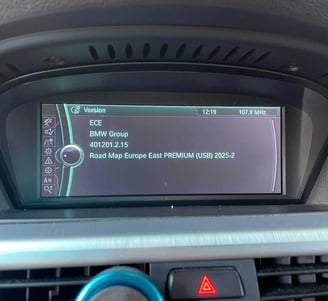 Version
12:19
107.9 MHz
ECE
BMW Group
401201.2.15
Road Map Europe East PREMIUM (USB) 2025-2